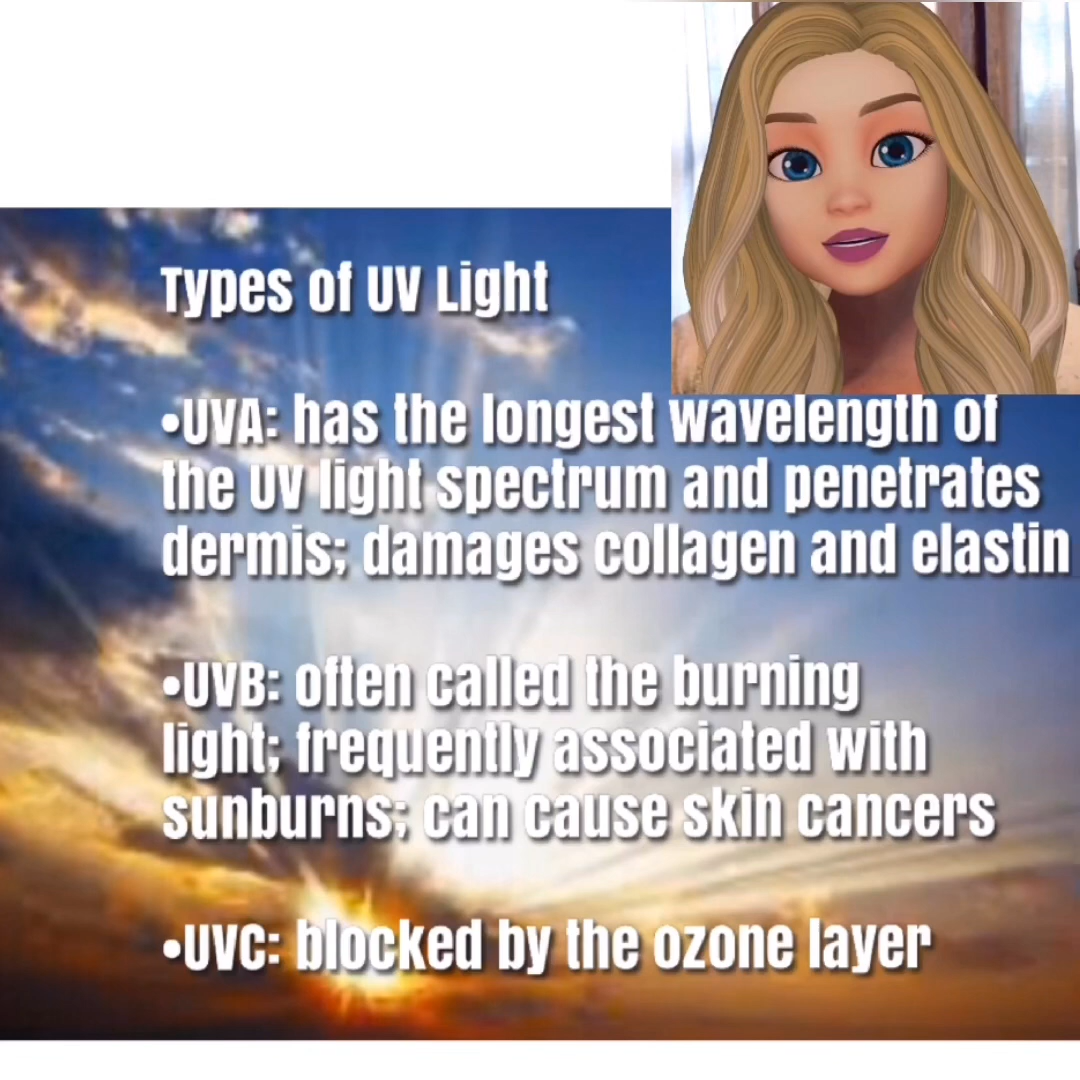 Types of UV Light
•UVA: has the longest wavelength of
the UV light spectrum and penetrates
dermis; damages collagen and elastin
•UVB: often called the burning
light; frequently associated with
sunburns; can cause skin cancers
•UVC: blocked by the ozone layer